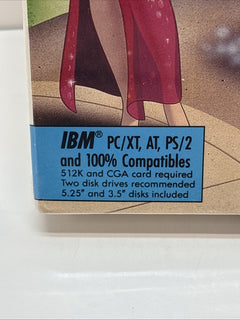 IBM® PC/XT, AT, PS/2
and 100% Compatibles
512K and CGA card required
Two disk drives recommended
5.25" and 3.5" disks included